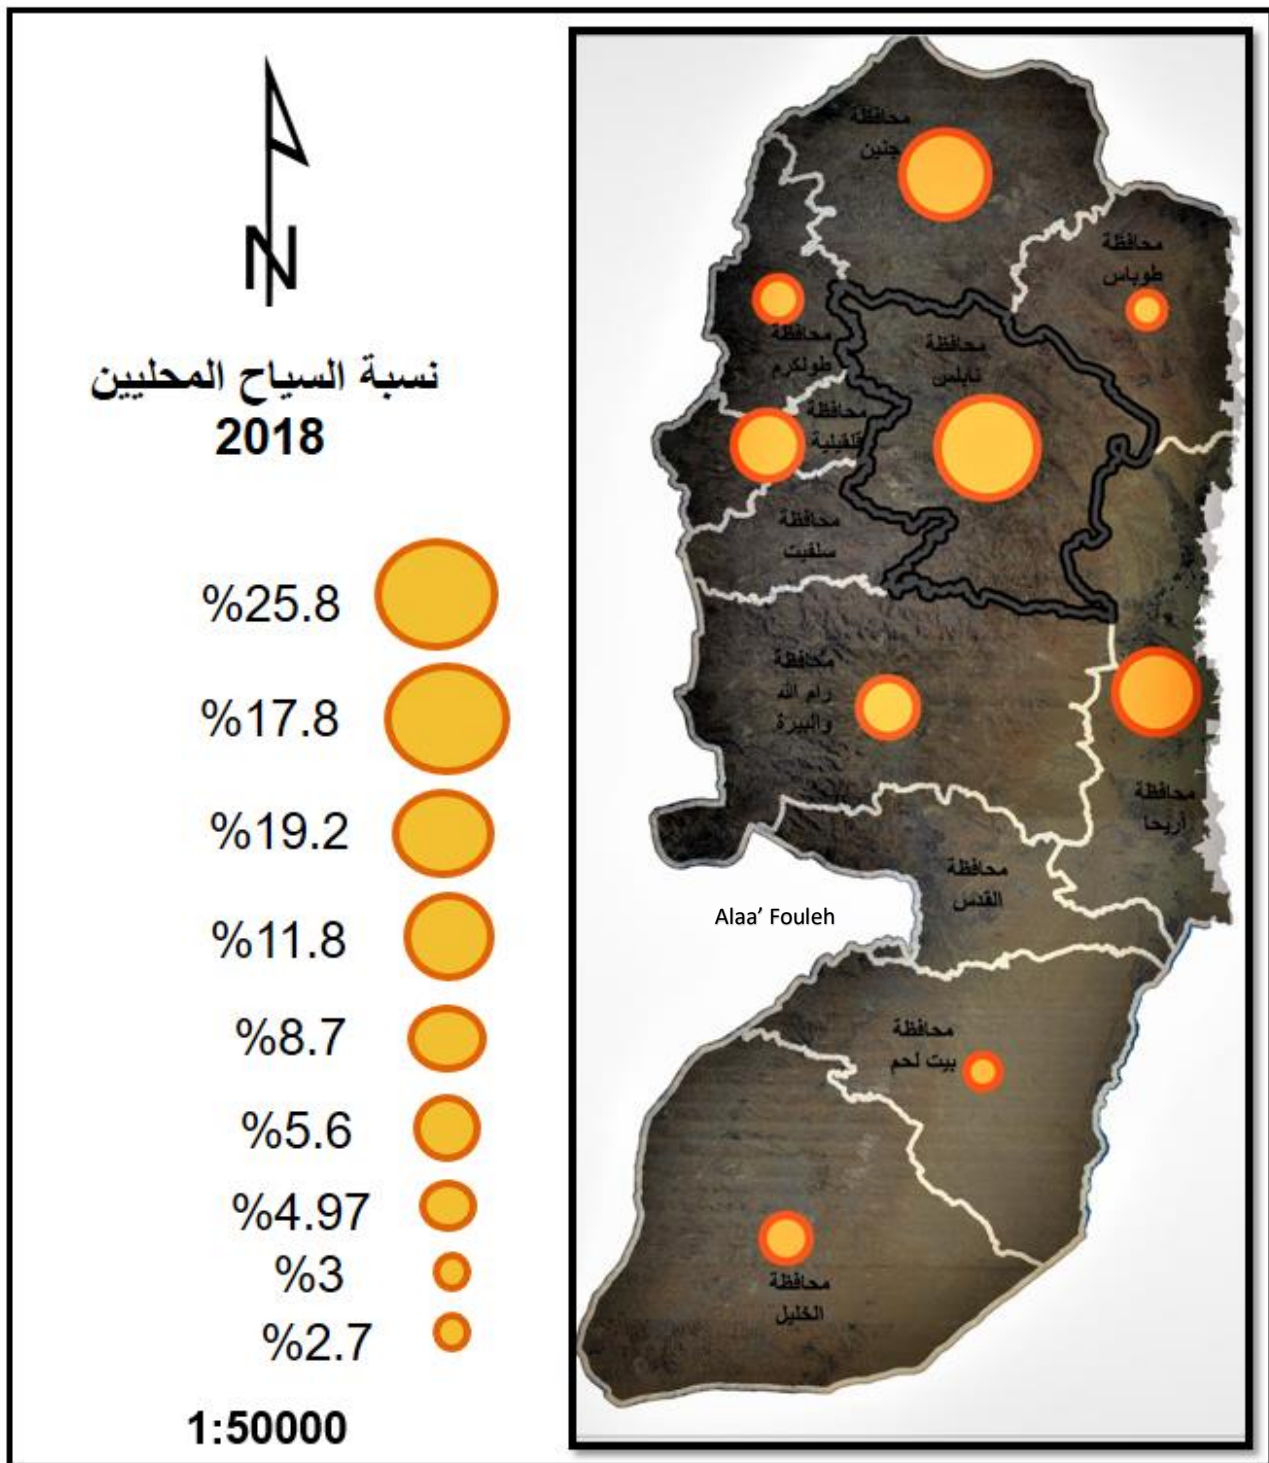 N
نسبة السياح المحليين
2018
%25.8
%17.8
%19.2
%11.8
%8.7
%5.6
%4.97
%3
%2.7
1:50000
محافظة
جنين
محافظة
طوباس
محافظة
طولكرم
محافظة
نابلس
محافظة
قلقيلية
محافظة
سلفيت
محافظة
رام الله
والبيرة
محافظة
أريحا
محافظة
القدس
Alaa’ Fouleh
محافظة
بيت لحم
محافظة
الخليل